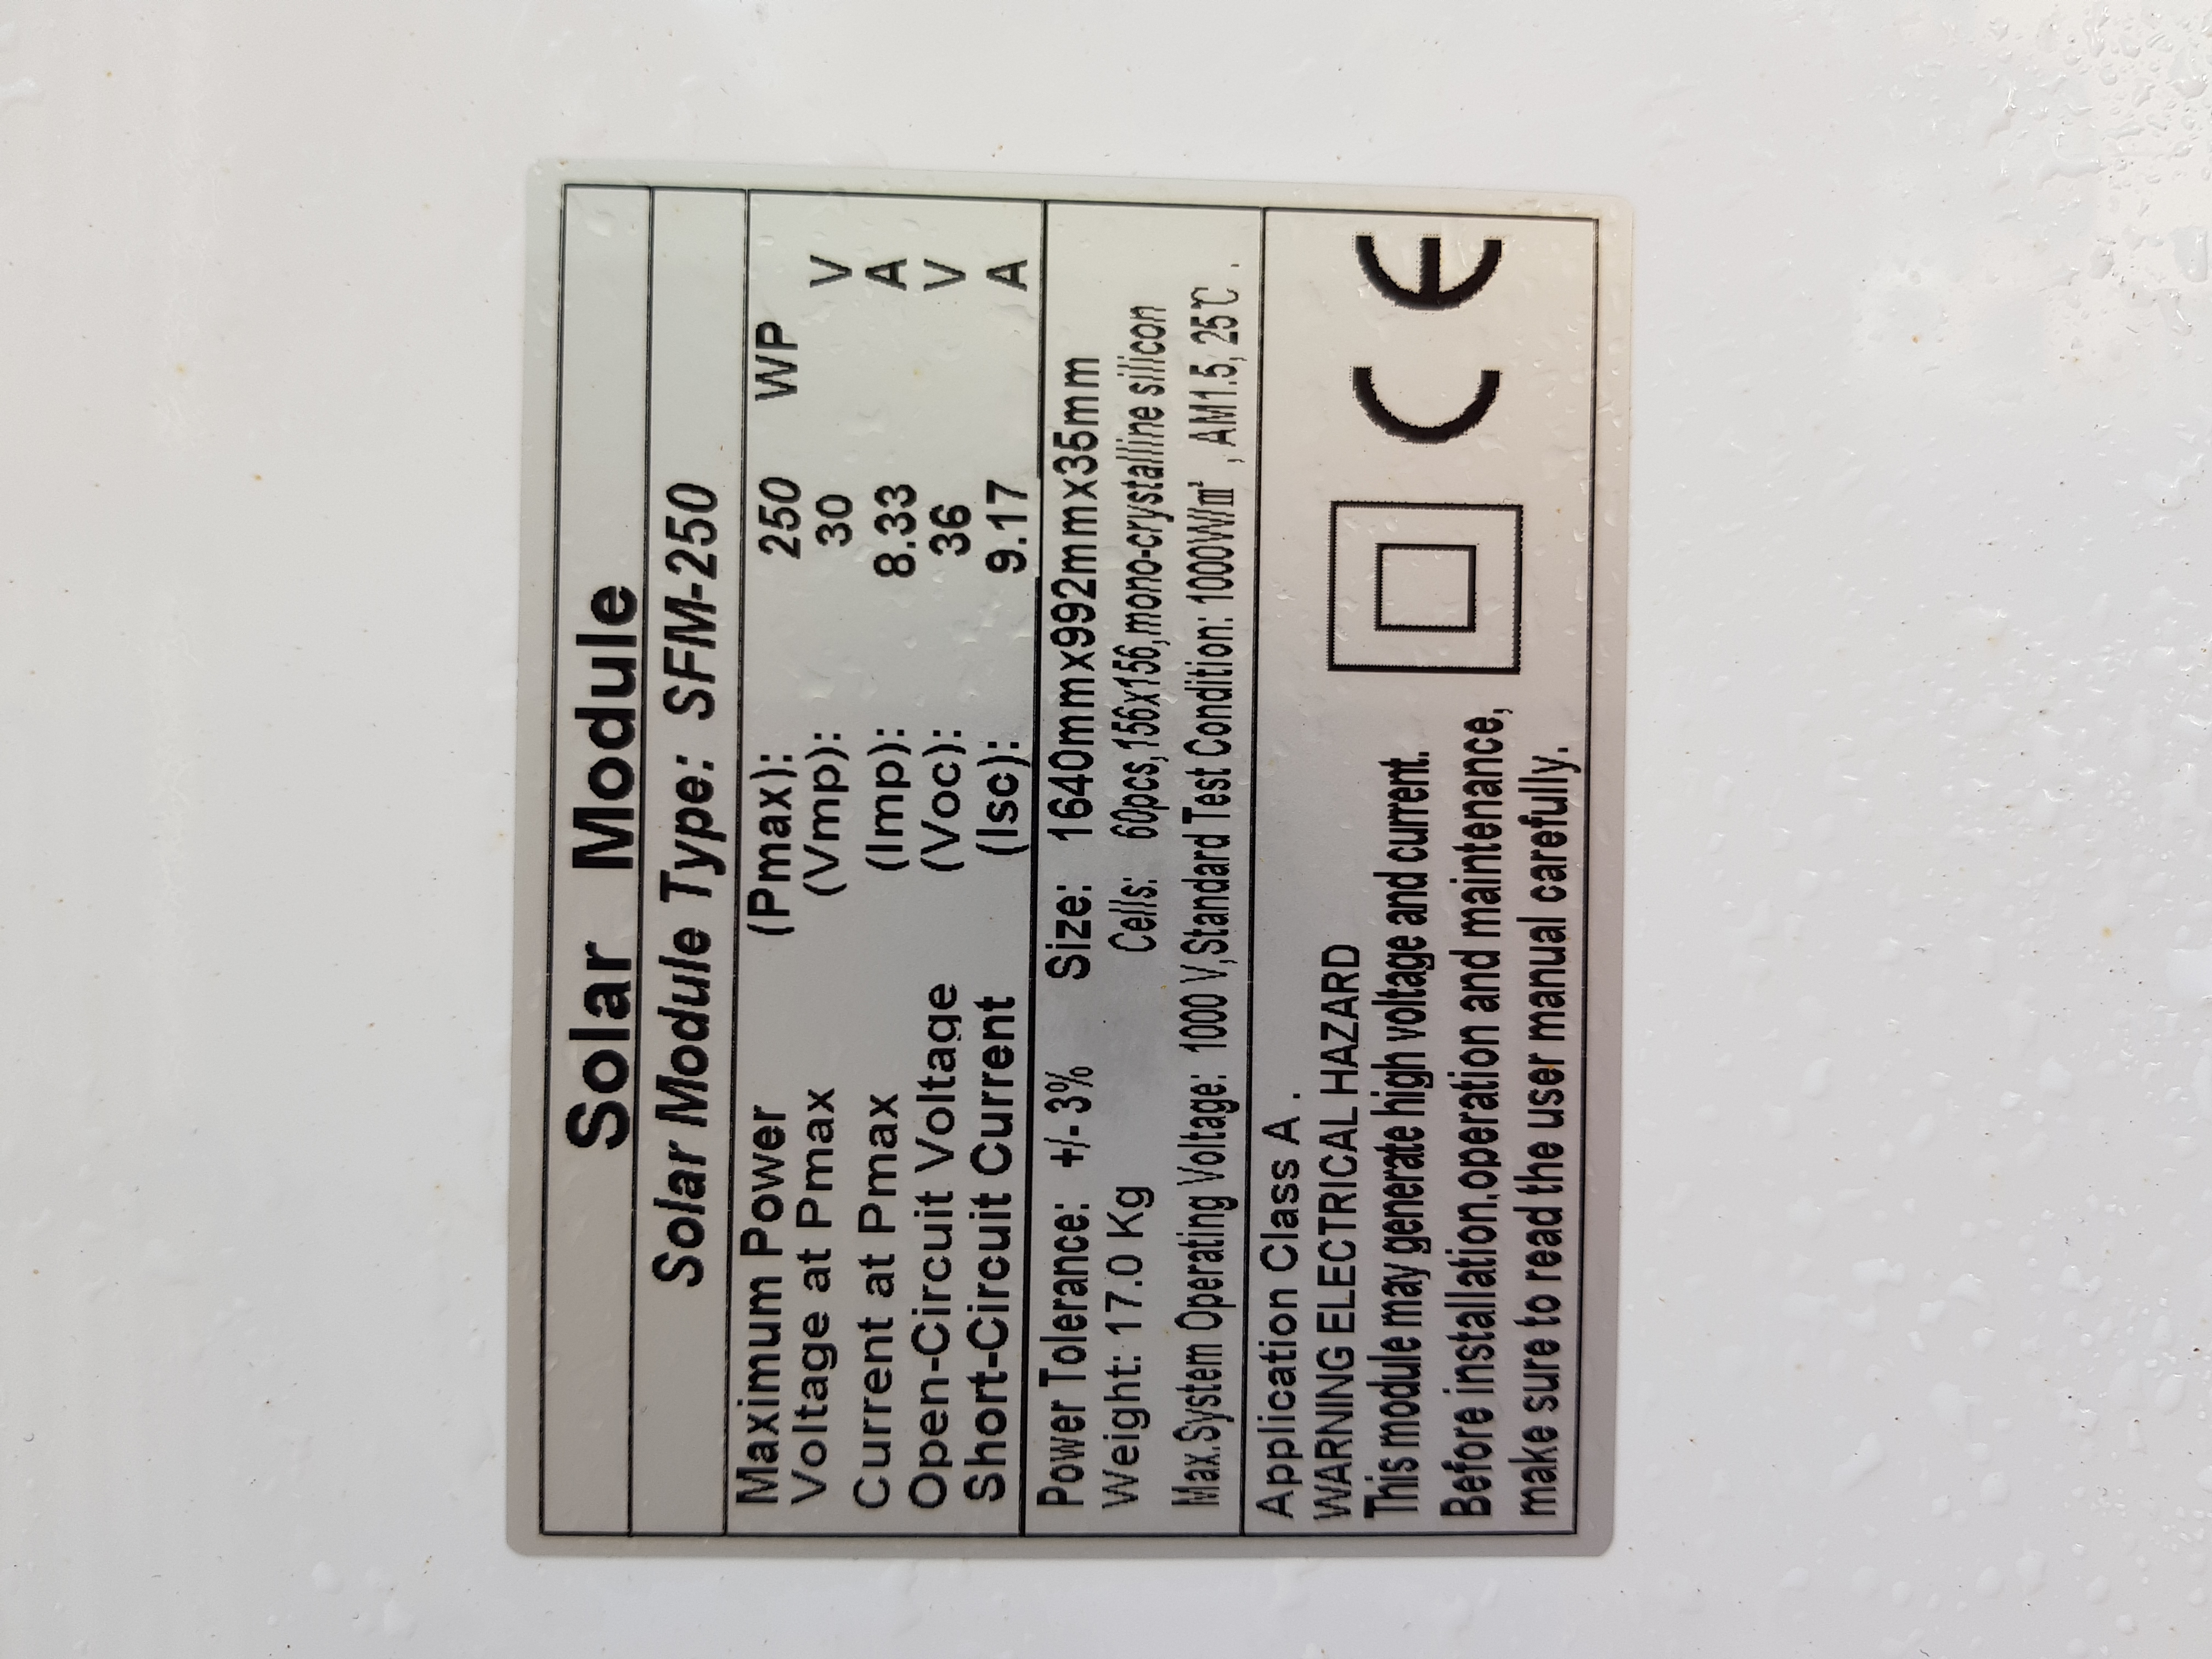 Solar Module
Solar Module Type: SFM-250
Maximum Power (Pmax): 250 WP
Voltage at Pmax (Vmp): 30 V
Current at Pmax (Imp): 8.33 A
Open-Circuit Voltage (Voc): 36 V
Short-Circuit Current (Isc): 9.17 A
Power Tolerance: +/- 3% Size: 1640mmx992mmx35mm
Weight: 17.0 Kg Cells: 60pcs,156x156,mono-crystalline silicon
Max.System Operating Voltage: 1000 V,Standard Test Condition: 1000W/m² , AM1.5, 25℃ .
Application Class A .
WARNING ELECTRICAL HAZARD
This module may generate high voltage and current.
Before installation,operation and maintenance,
make sure to read the user manual carefully.
CE